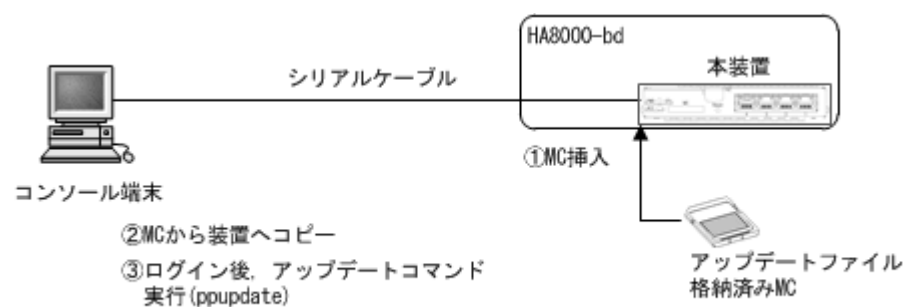 HA8000-bd
本装置
シリアルケーブル
①MC挿入
コンソール端末
②MCから装置へコピー
③ログイン後, アップデートコマンド
実行(ppupdate)
アップデートファイル
格納済みMC